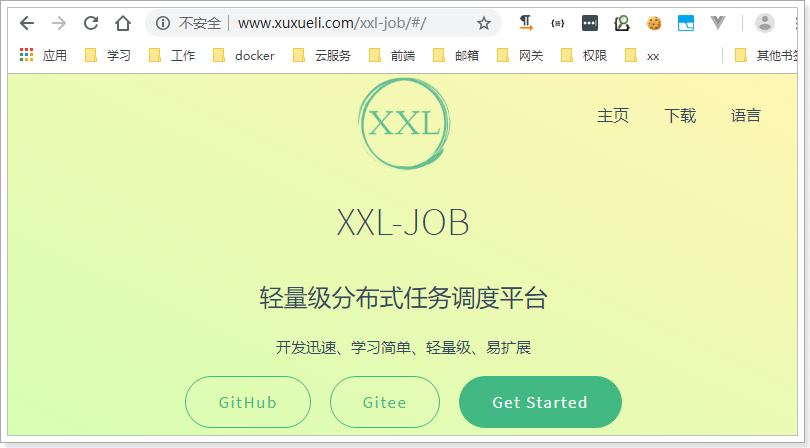 不安全 www.xuxueli.com/xxl-job/#/
应用 学习 工作 docker 云服务 前端 邮箱 网关 权限 xx 其他书签
XXL
主页 下载 语言
XXL-JOB
轻量级分布式任务调度平台
开发迅速、学习简单、轻量级、易扩展
GitHub Gitee Get Started